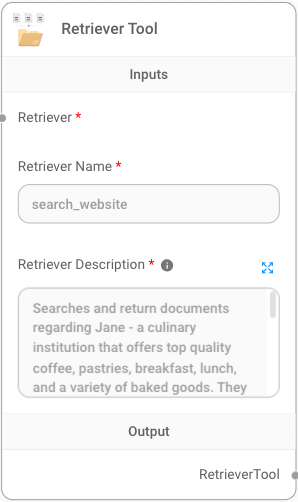 Retriever Tool
Inputs
Retriever *
Retriever Name *
search_website
Retriever Description *
Searches and return documents
regarding Jane - a culinary
institution that offers top quality
coffee, pastries, breakfast, lunch,
and a variety of baked goods. They
Output
RetrieverTool